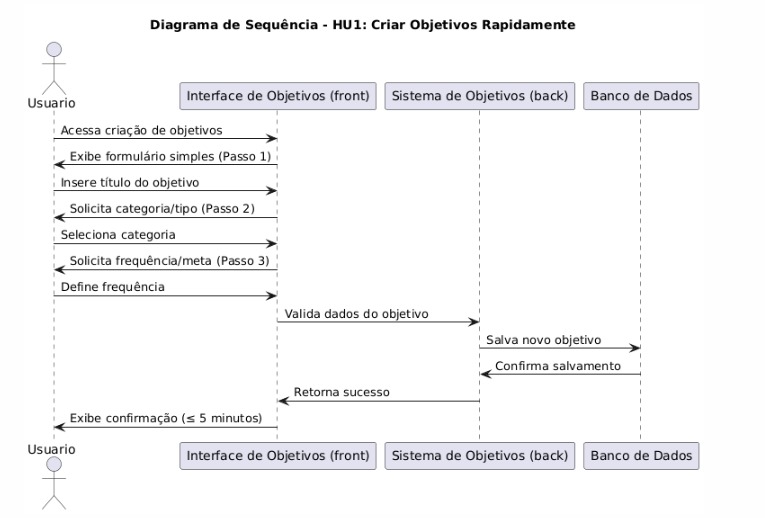 Diagrama de Sequência - HU1: Criar Objetivos Rapidamente
Usuario
Interface de Objetivos (front)
Sistema de Objetivos (back)
Banco de Dados
Acessa criação de objetivos
Exibe formulário simples (Passo 1)
Insere título do objetivo
Solicita categoria/tipo (Passo 2)
Seleciona categoria
Solicita frequência/meta (Passo 3)
Define frequência
Valida dados do objetivo
Salva novo objetivo
Confirma salvamento
Retorna sucesso
Exibe confirmação (≤ 5 minutos)
Usuario
Interface de Objetivos (front)
Sistema de Objetivos (back)
Banco de Dados